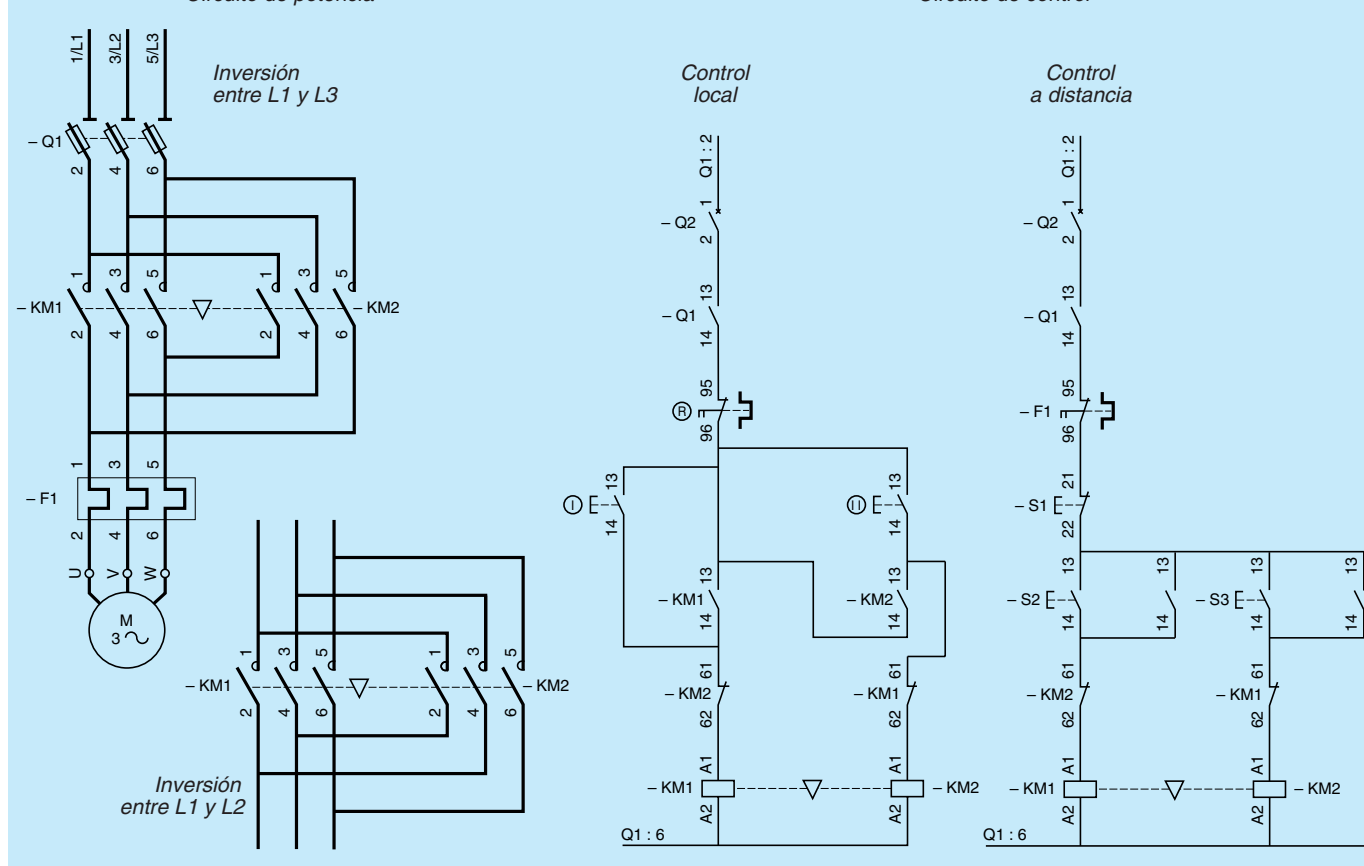 Circuito de potencia
Circuito de control
1/L1
3/L2
5/L3
Inversión
entre L1 y L3
– Q1
2
4
6
1
3
5
1
3
5
– KM1
– KM2
2
4
6
2
4
6
1
3
5
– F1
2
4
6
U
V
W
M
3
1
3
5
1
3
5
– KM1
– KM2
2
4
6
2
4
6
Inversión
entre L1 y L2
Control
local
Q1 : 2
1
– Q2
2
13
– Q1
14
95
R
96
13
I
14
13
II
14
13
– KM1
14
13
– KM2
14
61
– KM2
62
61
– KM1
62
A1
– KM1
A2
A1
– KM2
A2
Q1 : 6
Control
a distancia
Q1 : 2
1
– Q2
2
13
– Q1
14
95
– F1
96
21
– S1
22
13
– S2
14
13
14
13
– S3
14
13
14
61
– KM2
62
61
– KM1
62
A1
– KM1
A2
A1
– KM2
A2
Q1 : 6